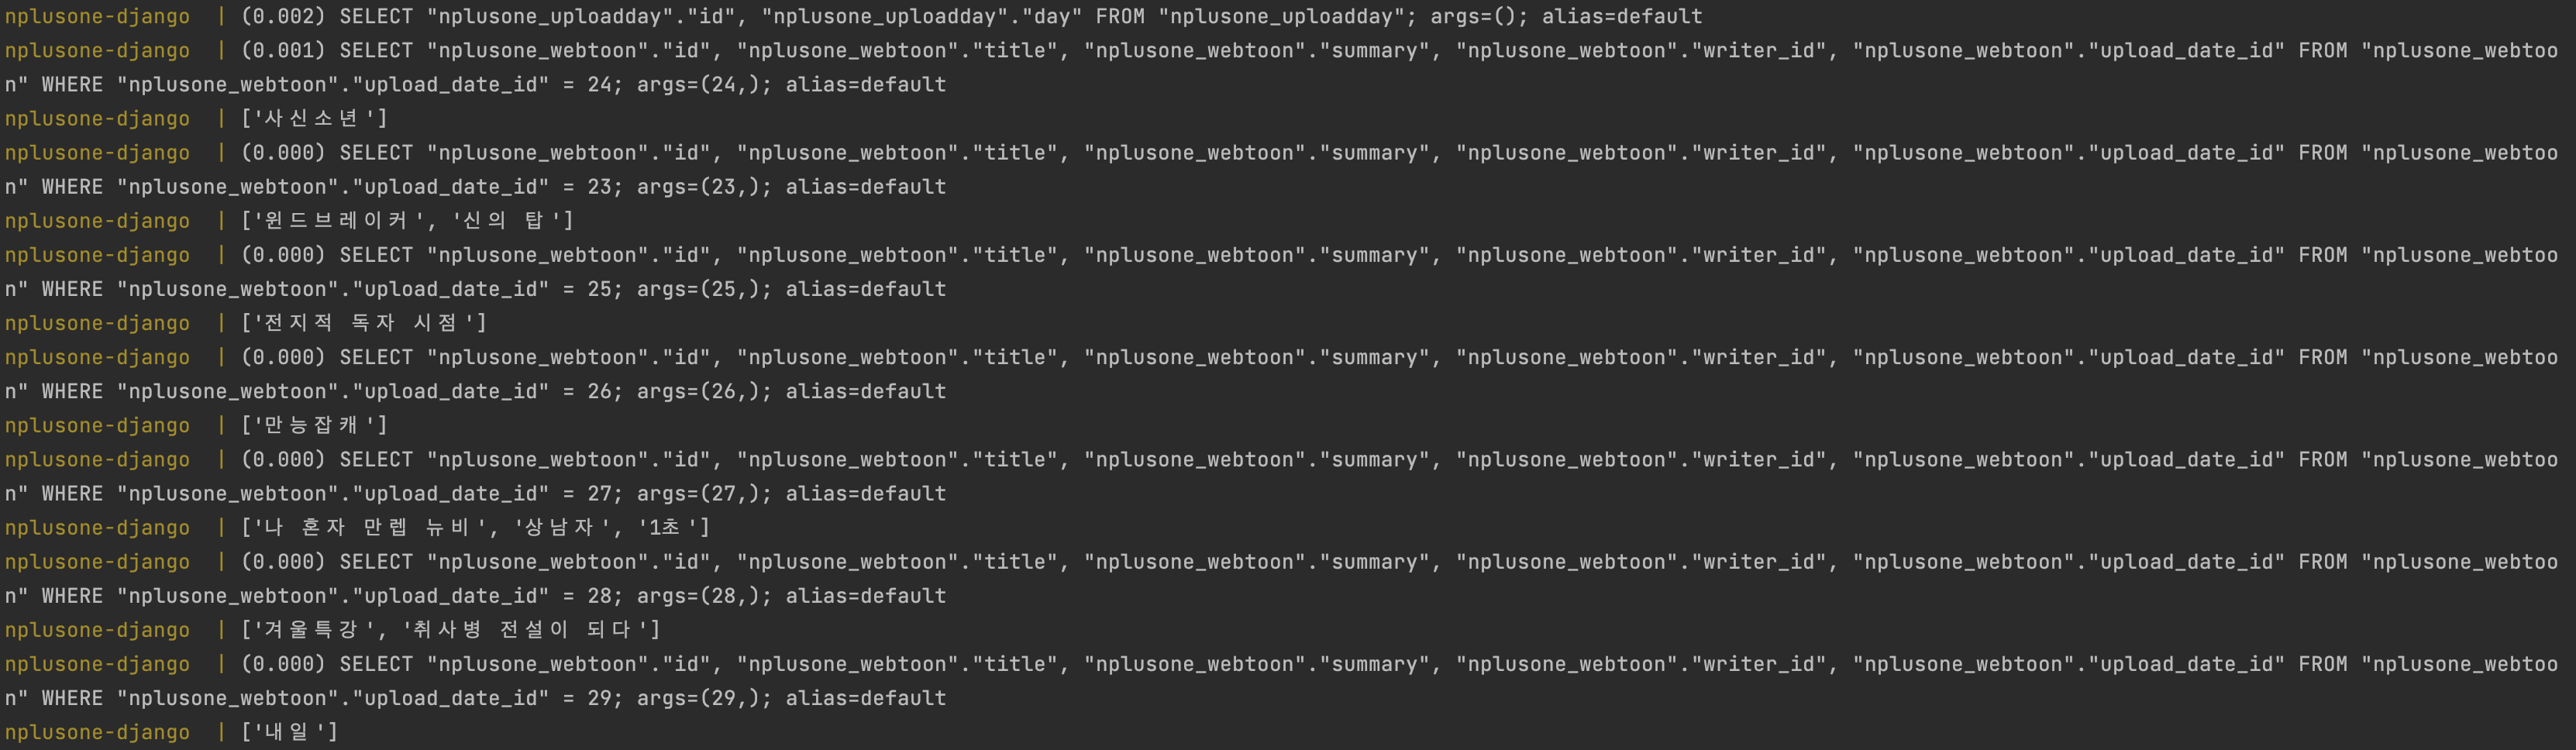 nplusone-django  | (0.002) SELECT "nplusone_uploadday"."id", "nplusone_uploadday"."day" FROM "nplusone_uploadday"; args=(); alias=default
nplusone-django  | (0.001) SELECT "nplusone_webtoon"."id", "nplusone_webtoon"."title", "nplusone_webtoon"."summary", "nplusone_webtoon"."writer_id", "nplusone_webtoon"."upload_date_id" FROM "nplusone_webtoo
n" WHERE "nplusone_webtoon"."upload_date_id" = 24; args=(24,); alias=default
nplusone-django  | ['사신소년']
nplusone-django  | (0.000) SELECT "nplusone_webtoon"."id", "nplusone_webtoon"."title", "nplusone_webtoon"."summary", "nplusone_webtoon"."writer_id", "nplusone_webtoon"."upload_date_id" FROM "nplusone_webtoo
n" WHERE "nplusone_webtoon"."upload_date_id" = 23; args=(23,); alias=default
nplusone-django  | ['윈드브레이커', '신의 탑']
nplusone-django  | (0.000) SELECT "nplusone_webtoon"."id", "nplusone_webtoon"."title", "nplusone_webtoon"."summary", "nplusone_webtoon"."writer_id", "nplusone_webtoon"."upload_date_id" FROM "nplusone_webtoo
n" WHERE "nplusone_webtoon"."upload_date_id" = 25; args=(25,); alias=default
nplusone-django  | ['전지적 독자 시점']
nplusone-django  | (0.000) SELECT "nplusone_webtoon"."id", "nplusone_webtoon"."title", "nplusone_webtoon"."summary", "nplusone_webtoon"."writer_id", "nplusone_webtoon"."upload_date_id" FROM "nplusone_webtoo
n" WHERE "nplusone_webtoon"."upload_date_id" = 26; args=(26,); alias=default
nplusone-django  | ['만능잡캐']
nplusone-django  | (0.000) SELECT "nplusone_webtoon"."id", "nplusone_webtoon"."title", "nplusone_webtoon"."summary", "nplusone_webtoon"."writer_id", "nplusone_webtoon"."upload_date_id" FROM "nplusone_webtoo
n" WHERE "nplusone_webtoon"."upload_date_id" = 27; args=(27,); alias=default
nplusone-django  | ['나 혼자 만렙 뉴비', '상남자', '1초']
nplusone-django  | (0.000) SELECT "nplusone_webtoon"."id", "nplusone_webtoon"."title", "nplusone_webtoon"."summary", "nplusone_webtoon"."writer_id", "nplusone_webtoon"."upload_date_id" FROM "nplusone_webtoo
n" WHERE "nplusone_webtoon"."upload_date_id" = 28; args=(28,); alias=default
nplusone-django  | ['겨울특강', '취사병 전설이 되다']
nplusone-django  | (0.000) SELECT "nplusone_webtoon"."id", "nplusone_webtoon"."title", "nplusone_webtoon"."summary", "nplusone_webtoon"."writer_id", "nplusone_webtoon"."upload_date_id" FROM "nplusone_webtoo
n" WHERE "nplusone_webtoon"."upload_date_id" = 29; args=(29,); alias=default
nplusone-django  | ['내일']